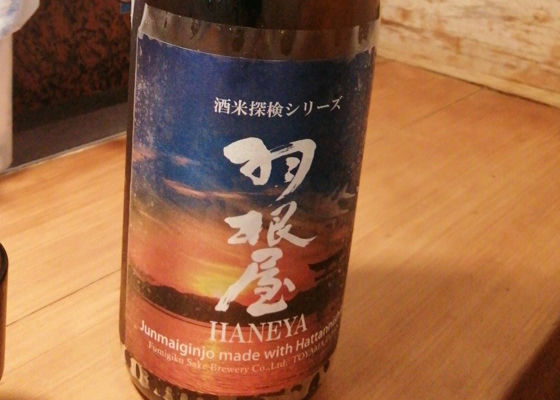 酒米探検シリーズ
羽根屋
HANEYA
Junmaiginjo made with
Fumigiku Sake Brewery Co.,Ltd. TOYAMA